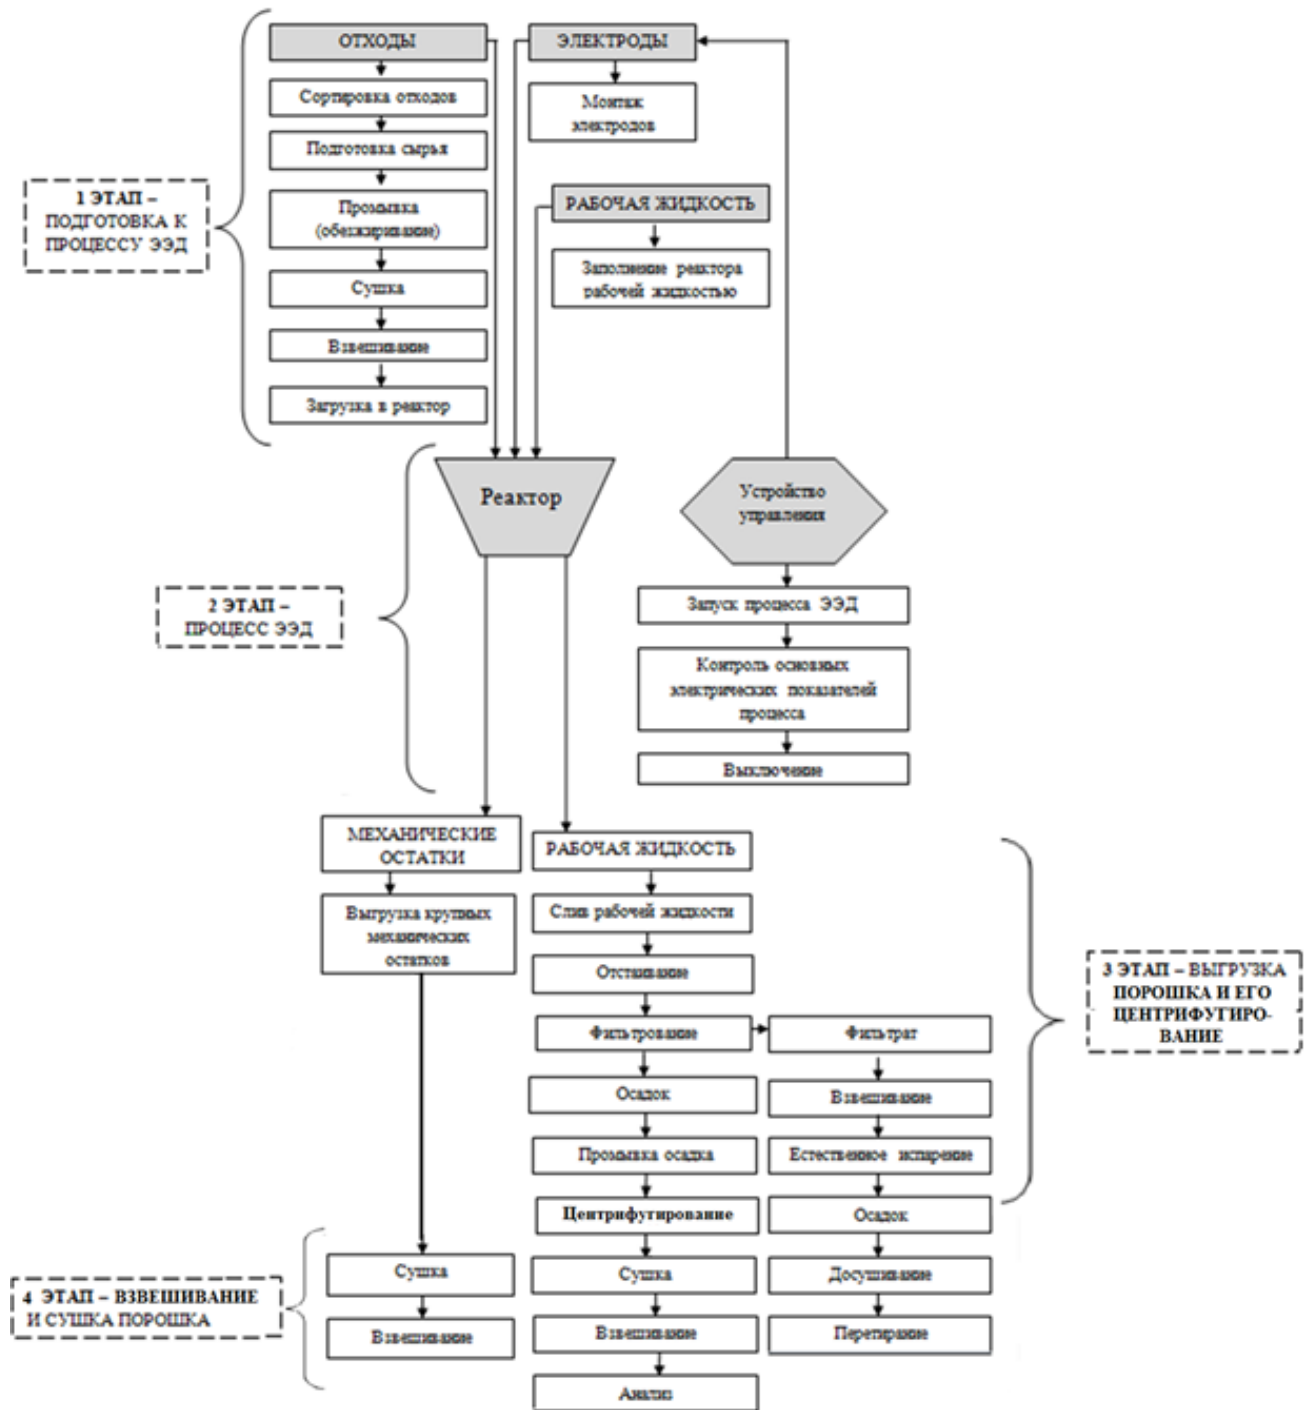 ОТХОДЫ
Сортировка отходов
Подготовка сырья
Промывка
(обезжиривание)
Сушка
Взвешивание
Загрузка в реактор
ЭЛЕКТРОДЫ
Монтаж
электродов
РАБОЧАЯ ЖИДКОСТЬ
Заполнение реактора
рабочей жидкостью
1 ЭТАП –
ПОДГОТОВКА К
ПРОЦЕССУ ЭЭД
Реактор
Устройство
управления
2 ЭТАП –
ПРОЦЕСС ЭЭД
Запуск процесса ЭЭД
Контроль основных
электрических показателей
процесса
Выключение
МЕХАНИЧЕСКИЕ
ОСТАТКИ
Выгрузка крупных
механических
остатков
РАБОЧАЯ ЖИДКОСТЬ
Слив рабочей жидкости
Отстаивание
Фильтрование
Осадок
Промывка осадка
Центрифугирование
Сушка
Взвешивание
Анализ
Фильтрат
Взвешивание
Естественное испарение
Осадок
Досушивание
Перетирание
3 ЭТАП – ВЫГРУЗКА
ПОРОШКА И ЕГО
ЦЕНТРИФУГИРО-
ВАНИЕ
4 ЭТАП – ВЗВЕШИВАНИЕ
И СУШКА ПОРОШКА
Сушка
Взвешивание